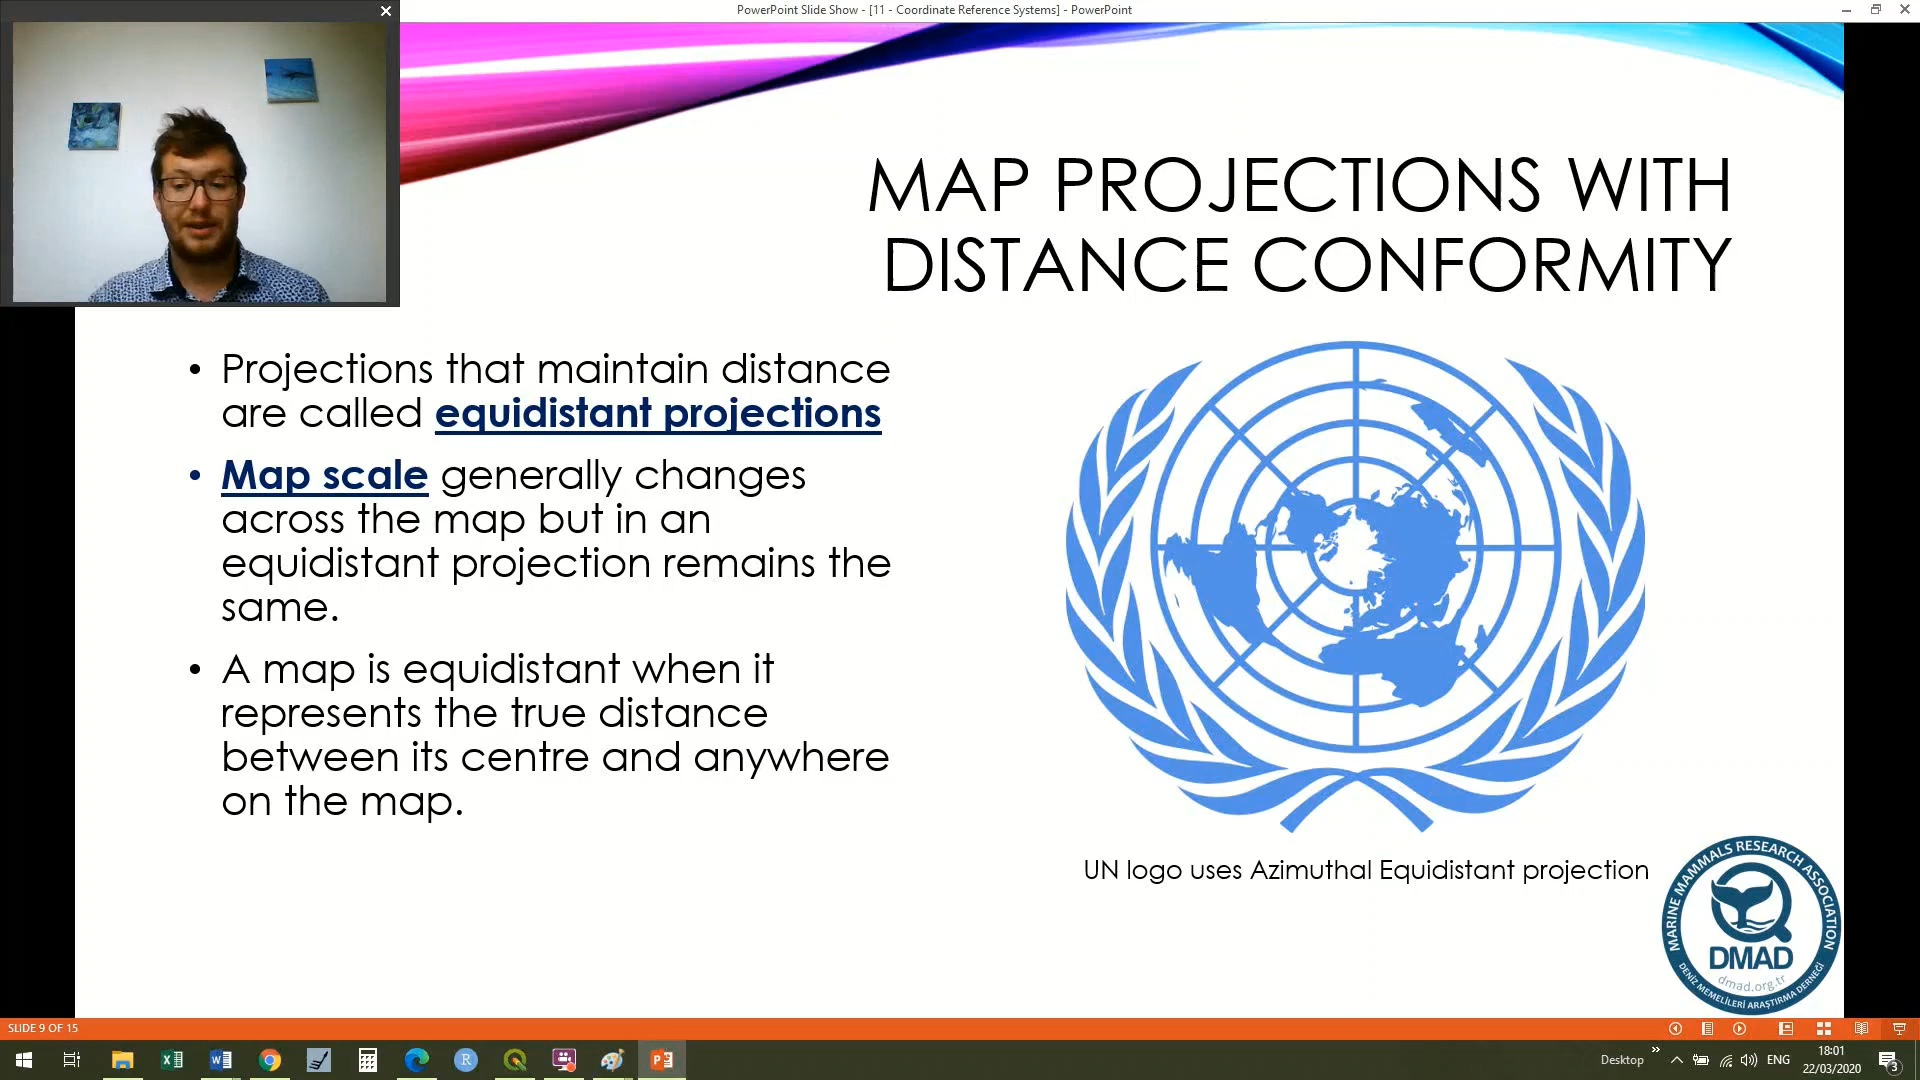 PowerPoint Slide Show - [11 - Coordinate Reference Systems] - PowerPoint
MAP PROJECTIONS WITH
DISTANCE CONFORMITY
• Projections that maintain distance
are called equidistant projections
• Map scale generally changes
across the map but in an
equidistant projection remains the
same.
• A map is equidistant when it
represents the true distance
between its centre and anywhere
on the map.
UN logo uses Azimuthal Equidistant projection
MARINE MAMMALS RESEARCH ASSOCIATION
DMAD
dmad.org.tr
DENİZ MEMELİLERİ ARAŞTIRMA DERNEĞİ
SLIDE 9 OF 15
Desktop
ENG
18:01
22/03/2020
3